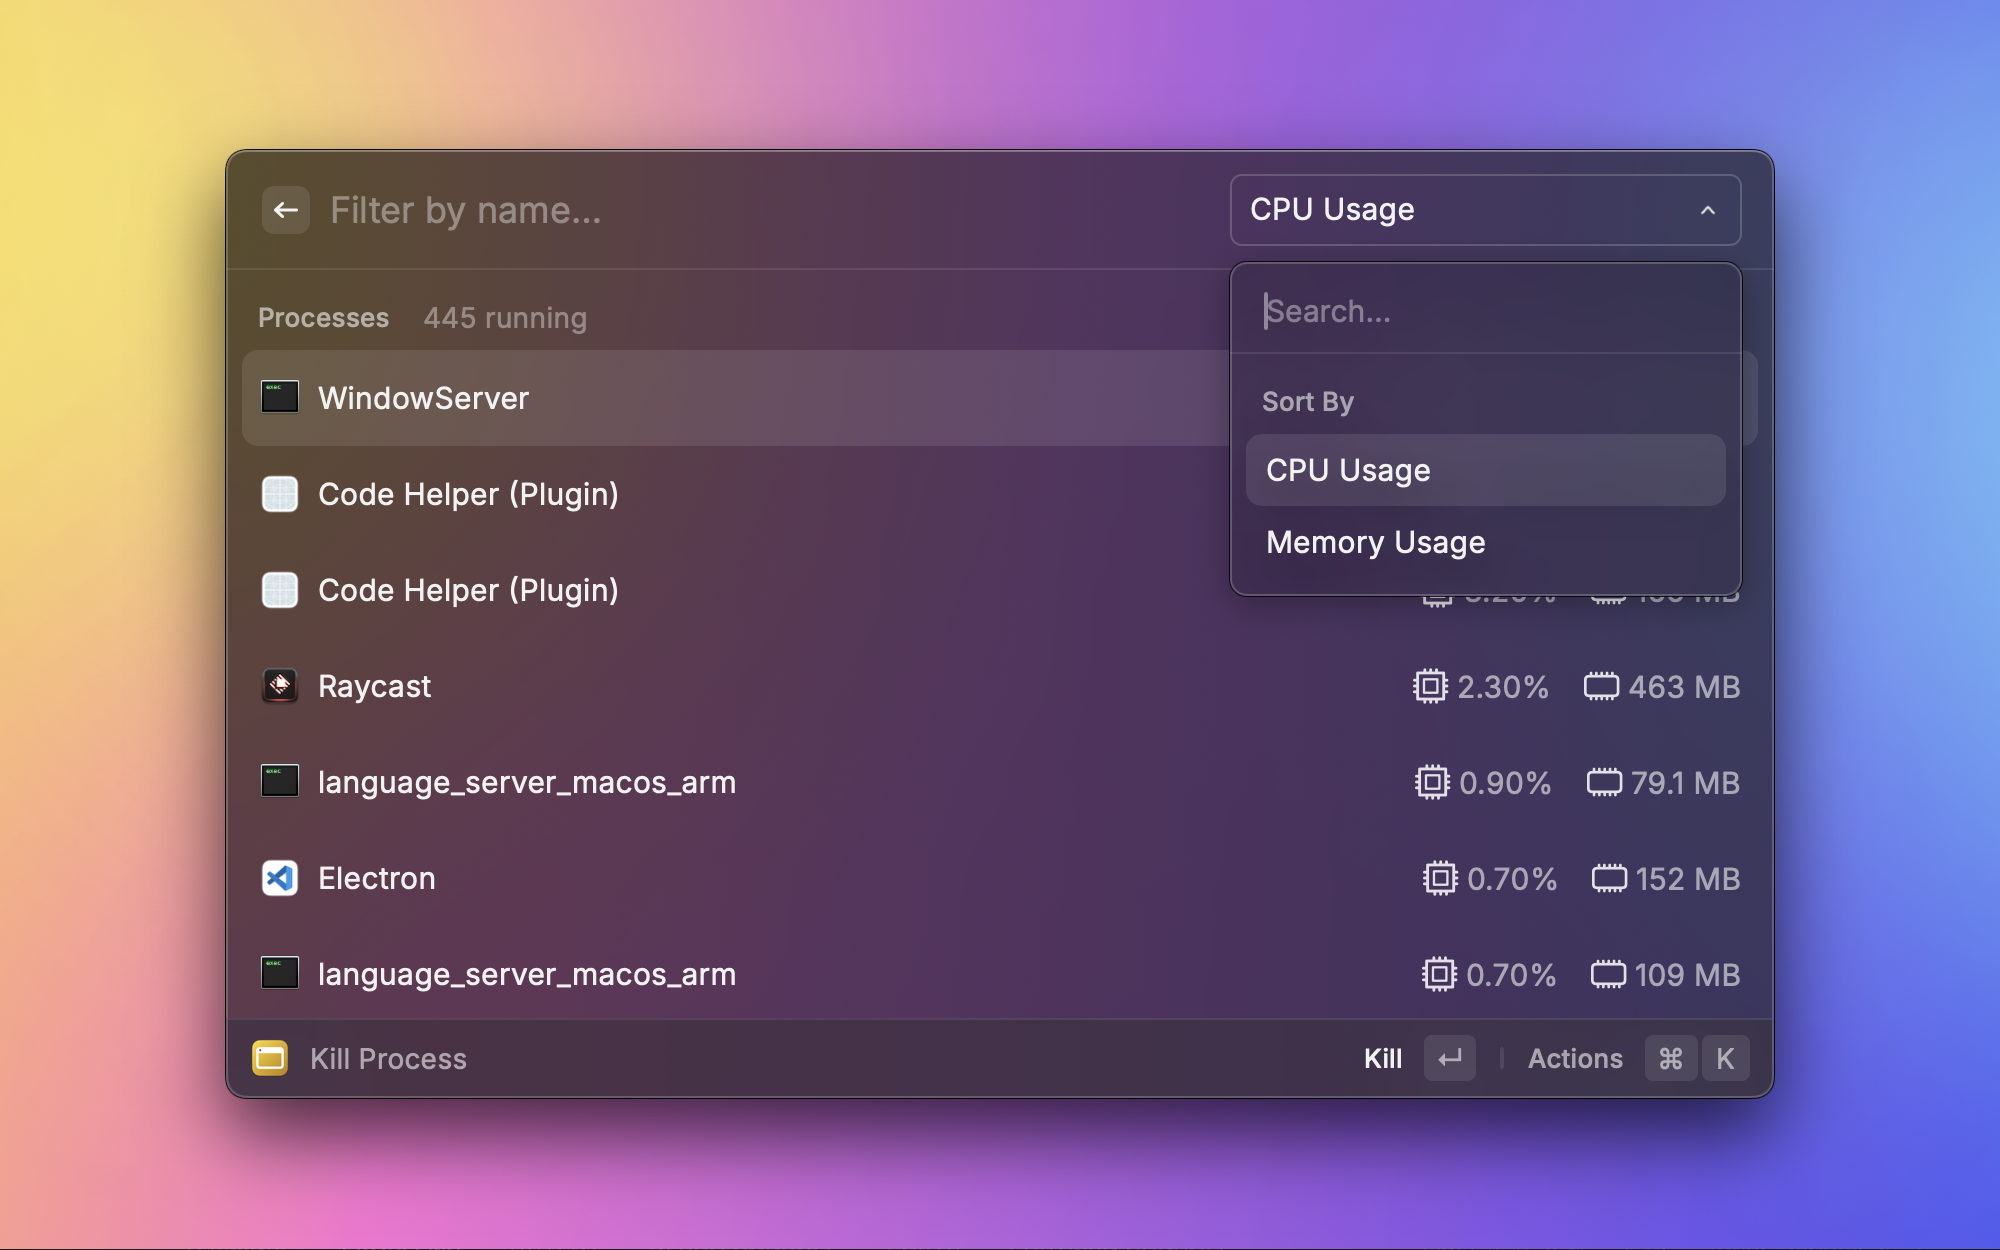 Filter by name...
CPU Usage
Search...
Processes 445 running
Sort By
WindowServer
CPU Usage
Code Helper (Plugin)
Memory Usage
Code Helper (Plugin)
Raycast 2.30% 463 MB
language_server_macos_arm 0.90% 79.1 MB
Electron 0.70% 152 MB
language_server_macos_arm 0.70% 109 MB
Kill Process Kill Actions ⌘ K